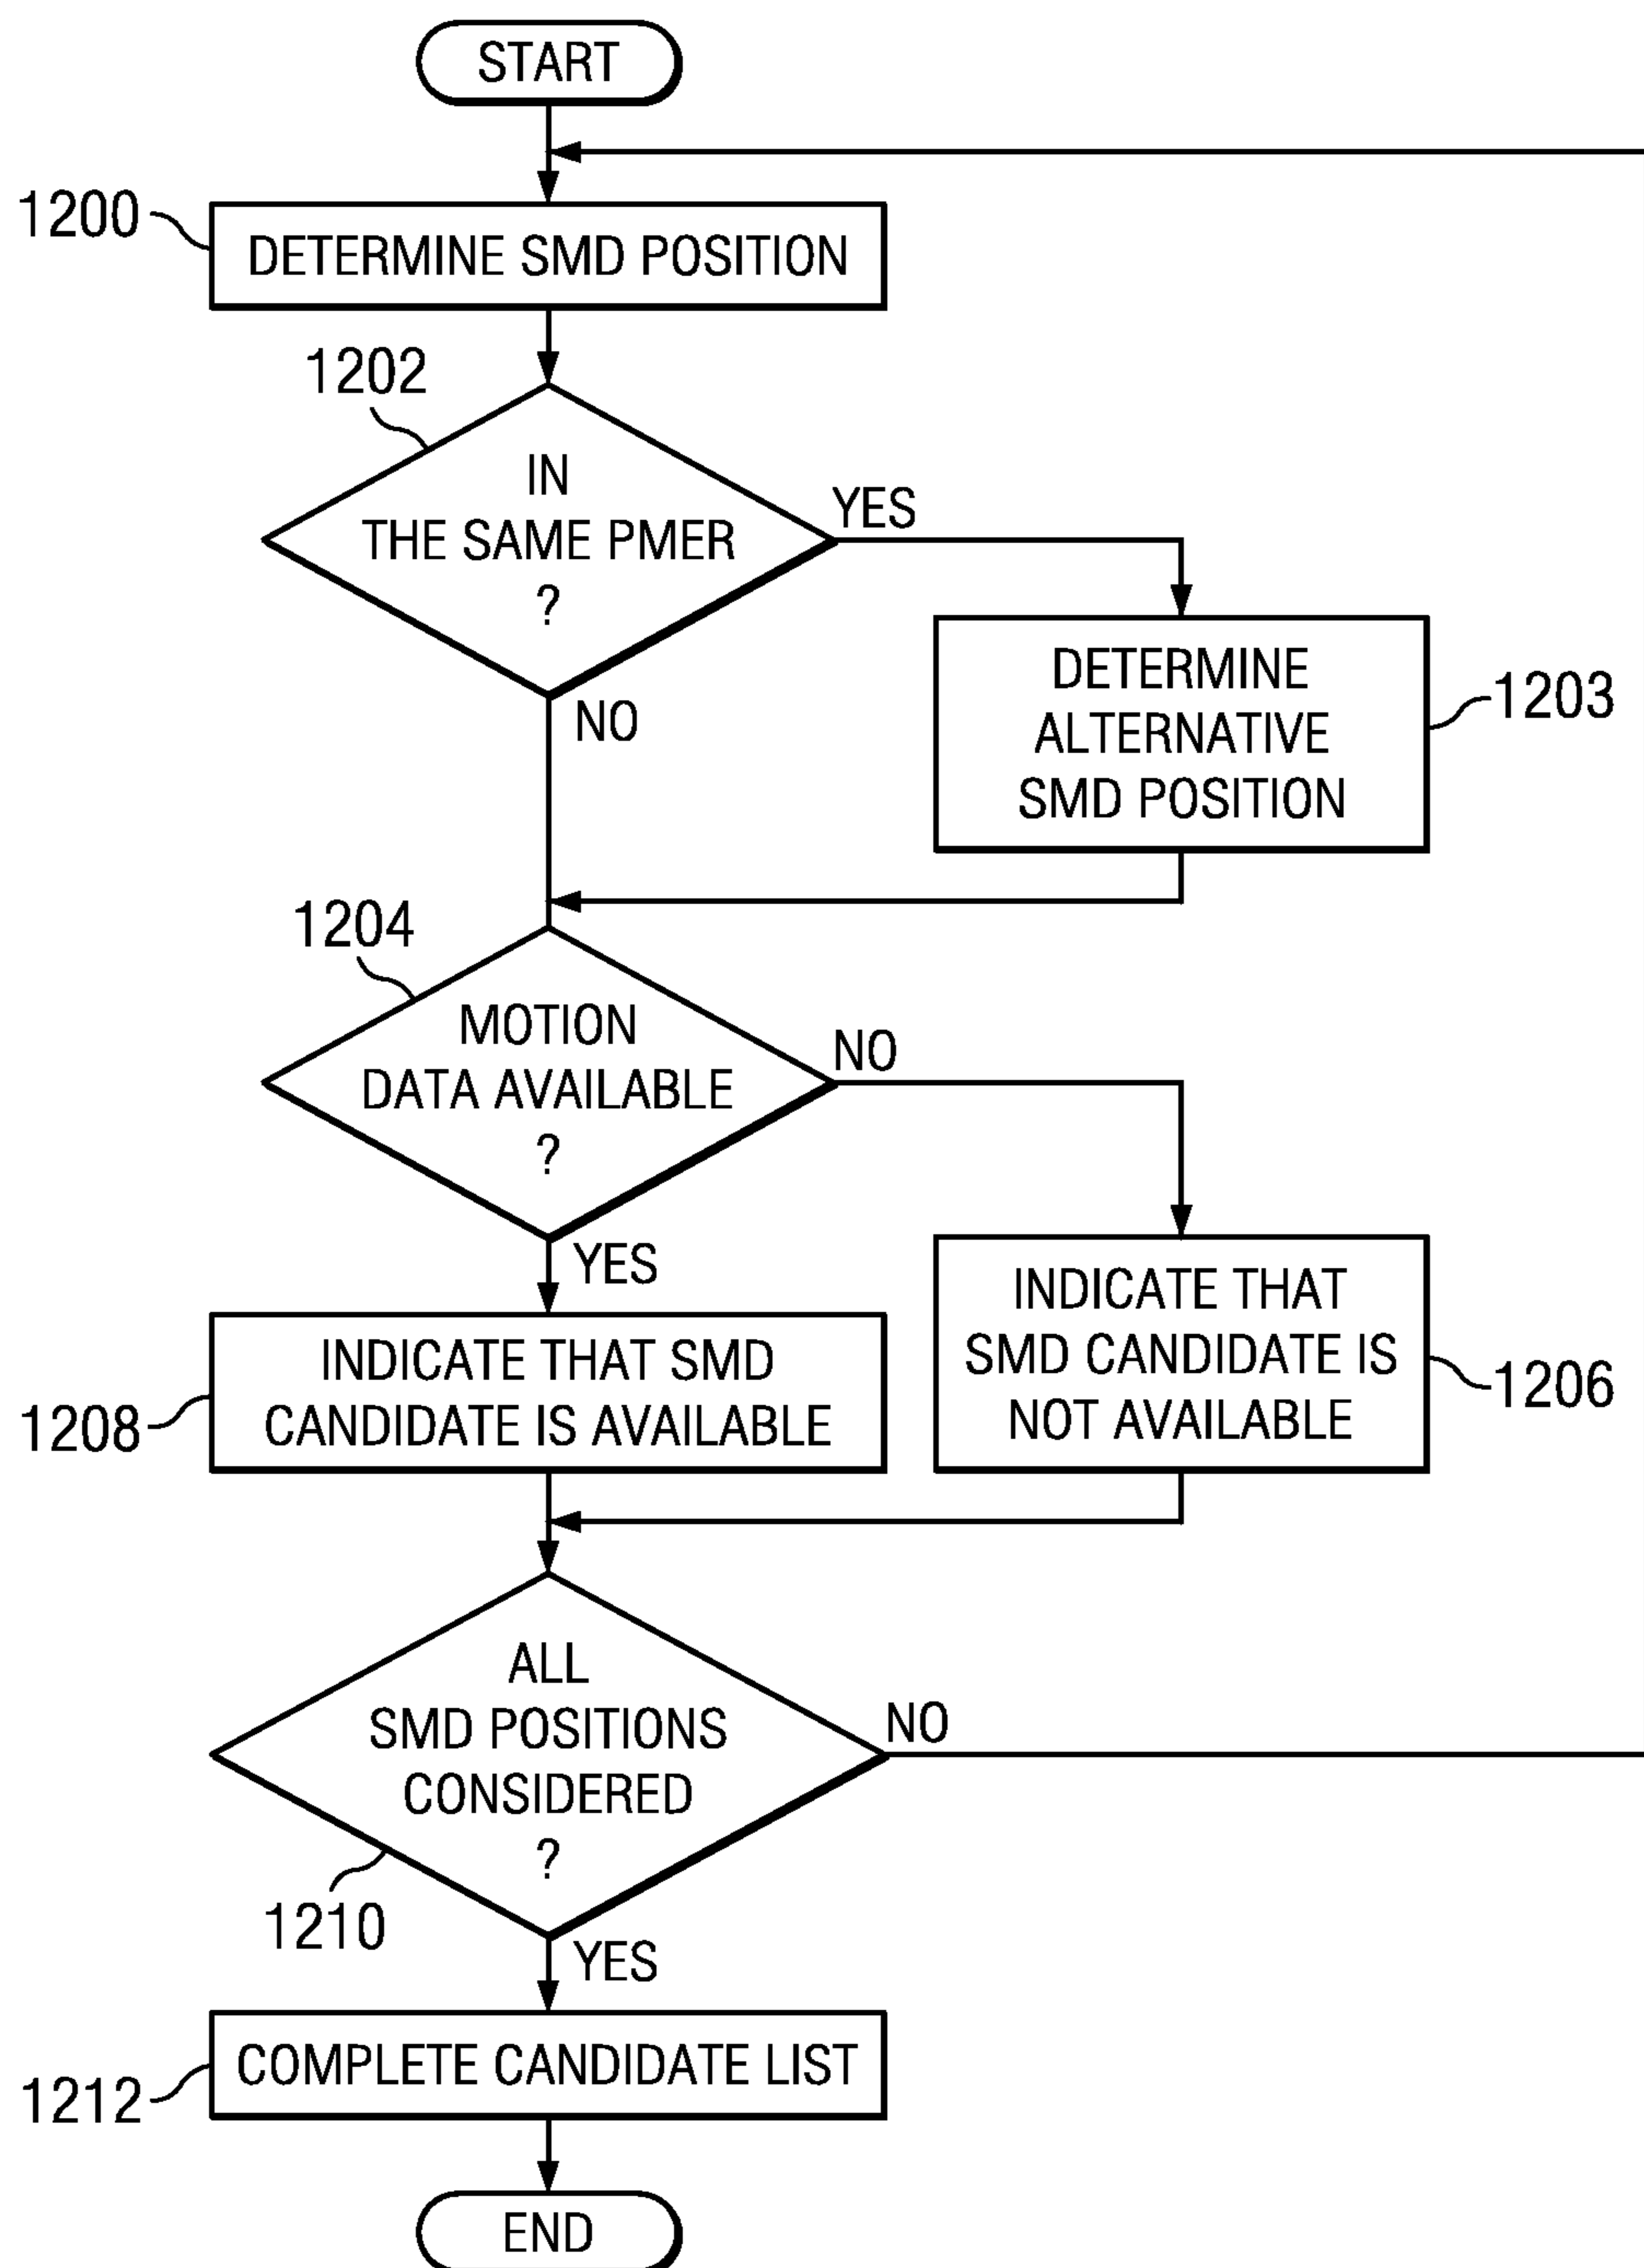 START
1200
DETERMINE SMD POSITION
1202
IN
THE SAME PMER
?
YES
NO
DETERMINE
ALTERNATIVE
SMD POSITION
1203
1204
MOTION
DATA AVAILABLE
?
NO
YES
INDICATE THAT
SMD CANDIDATE IS
NOT AVAILABLE
1206
INDICATE THAT SMD
CANDIDATE IS AVAILABLE
1208
ALL
SMD POSITIONS
CONSIDERED
?
NO
1210
YES
COMPLETE CANDIDATE LIST
1212
END